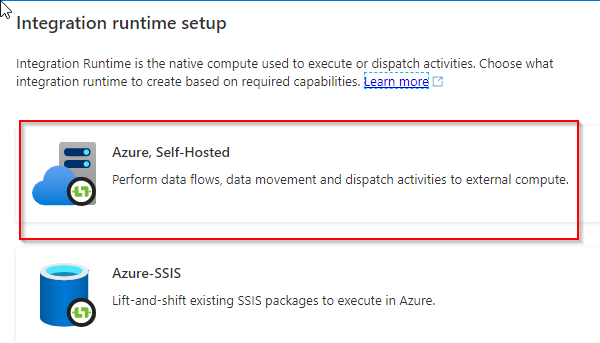 Integration runtime setup
Integration Runtime is the native compute used to execute or dispatch activities. Choose what
integration runtime to create based on required capabilities. Learn more
Azure, Self-Hosted
Perform data flows, data movement and dispatch activities to external compute.
Azure-SSIS
Lift-and-shift existing SSIS packages to execute in Azure.